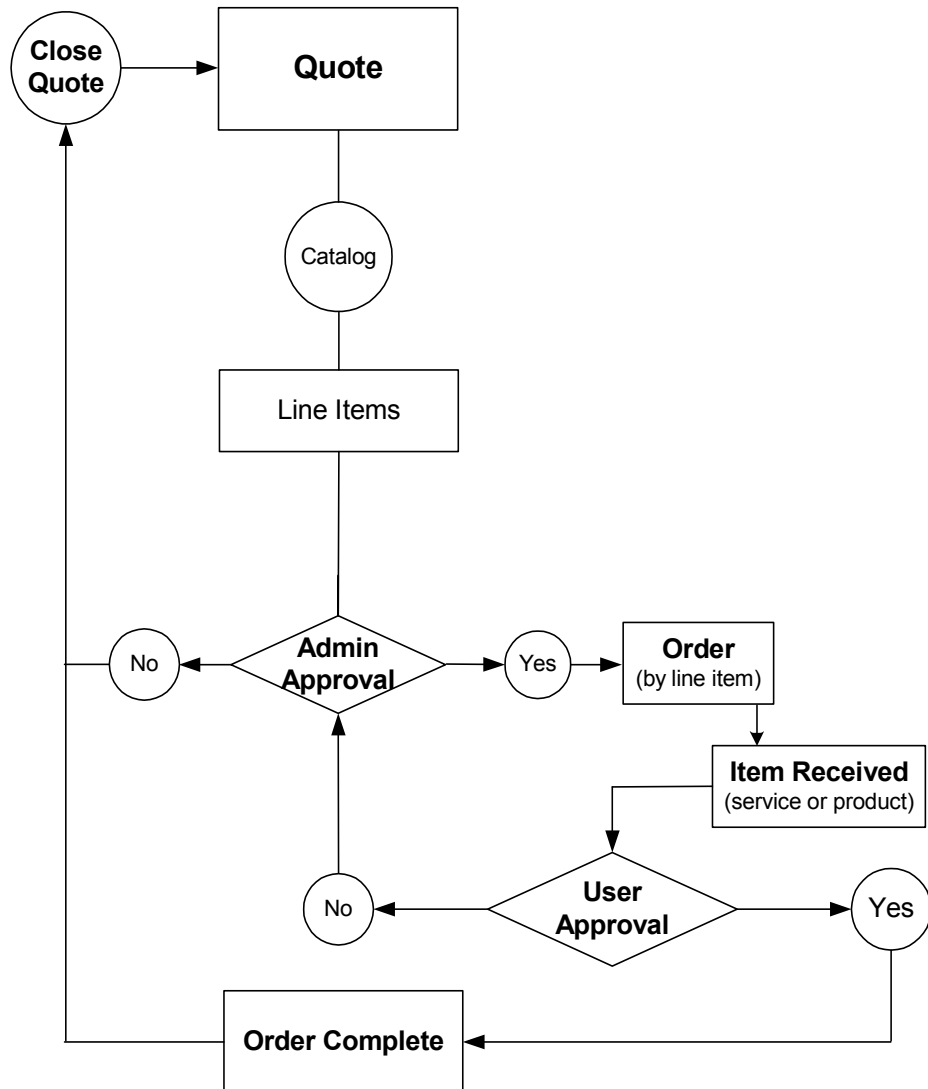 Close
Quote
Quote
Catalog
Line Items
No
Admin
Approval
Yes
Order
(by line item)
Item Received
(service or product)
No
User
Approval
Yes
Order Complete